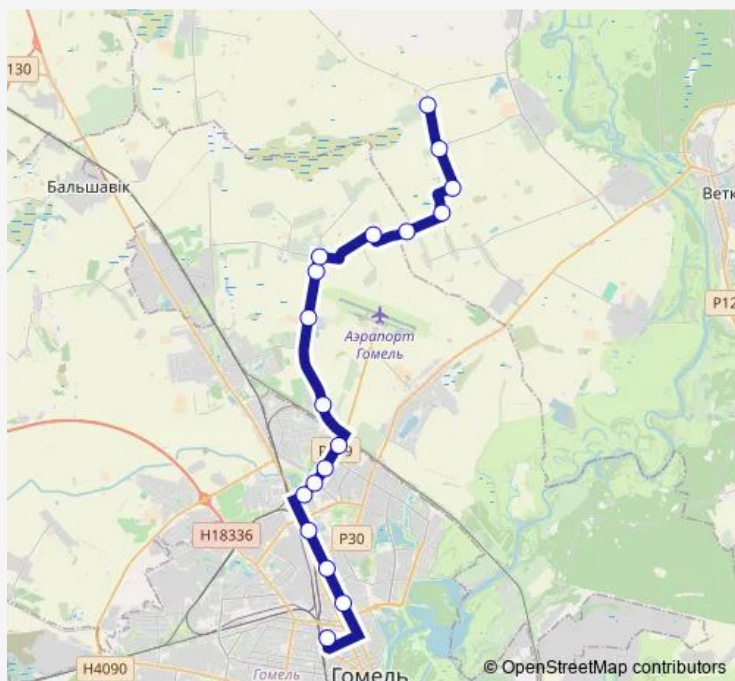 130
Бальшавік
Ветк
P12
Аэрапорт
Гомель
P30
H18336
H4090
Гомель
Гомель
© OpenStreetMap contributors